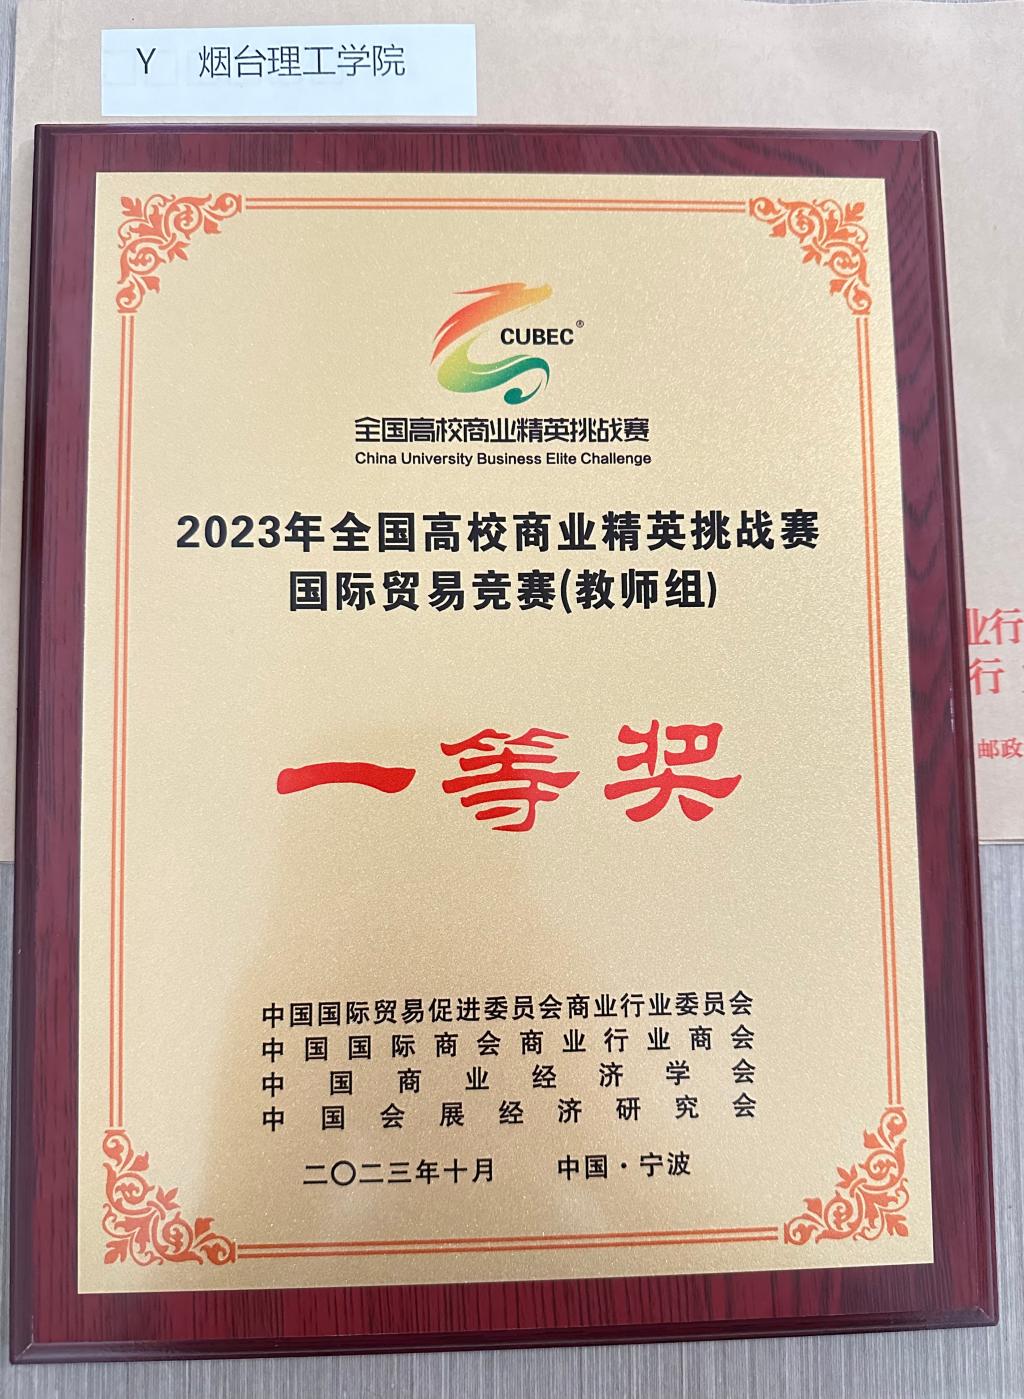 Y 烟台理工学院
CUBEC®
全国高校商业精英挑战赛
China University Business Elite Challenge
2023年全国高校商业精英挑战赛
国际贸易竞赛(教师组)
一等奖
业行
行
邮政
中国国际贸易促进委员会商业行业委员会
中国国际商会商业行业商会
中国商业经济学会
中国会展经济研究会
二〇二三年十月 中国·宁波